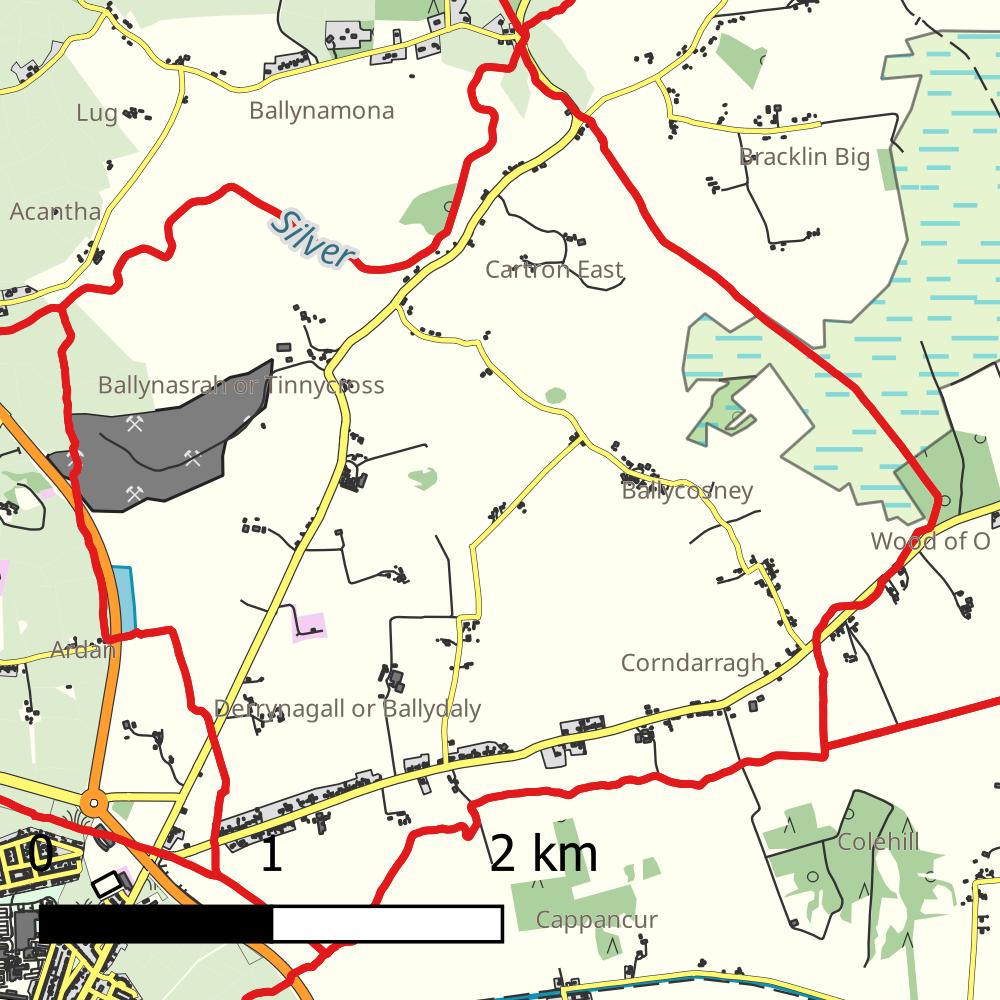 Ballynamona
Lug
Bracklin Big
Acantha
Silver
Cartron East
Ballynasrah or Tinnycross
Ballycosney
Wood of O
Ardan
Corndarragh
Derrynagall or Ballydaly
Colehill
0 1 2 km
Cappancur